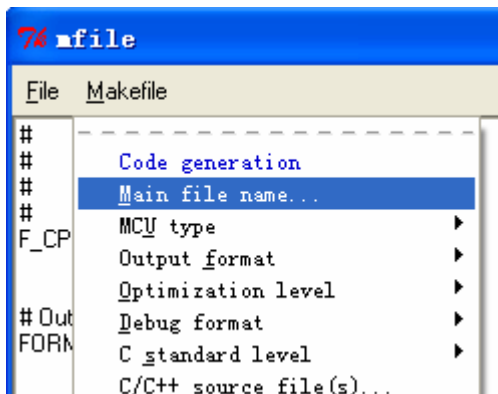 7k mfile
File Makefile
#
#
#
#
F_CP
# Out
FORM
Code generation
Main file name...
MCU type
Output format
Optimization level
Debug format
C standard level
C/C++ source file(s)...